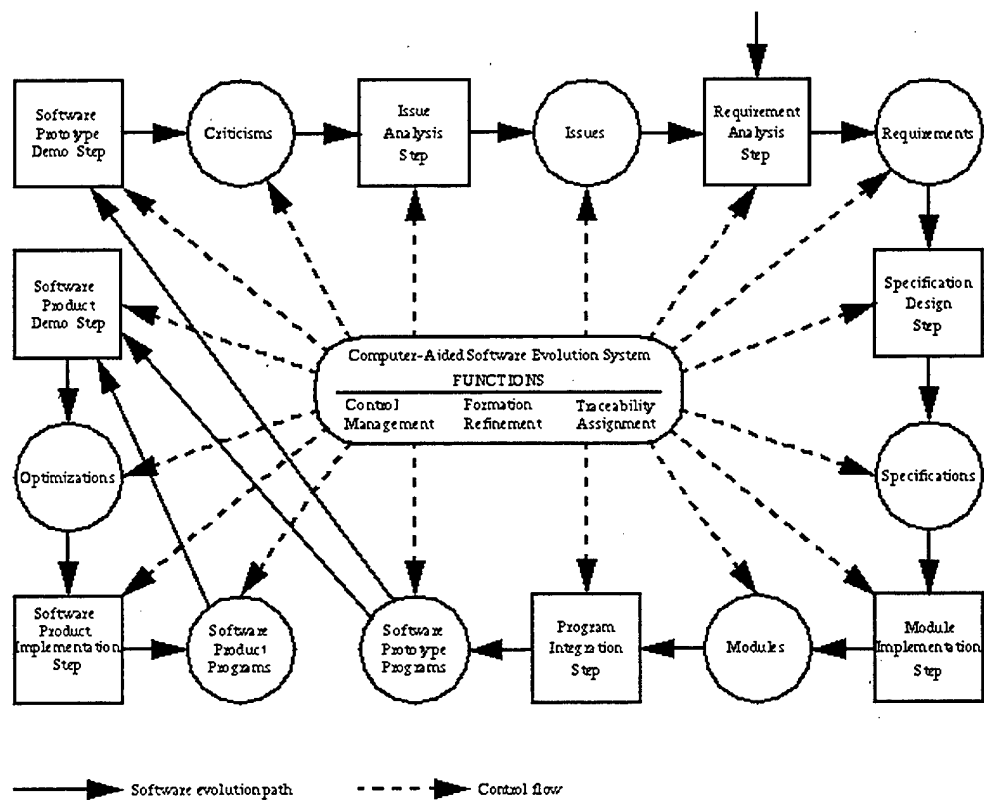 Software
Prototype
Demo Step
Criticisms
Issue
Analysis
Step
Issues
Requirement
Analysis
Step
Requirements
Software
Product
Demo Step
Specification
Design
Step
Computer-Aided Software Evolution System
FUNCTIONS
Control Formation Traceability
Management Refinement Assignment
Optimizations
Specifications
Software
Product
Implementation
Step
Software
Product
Programs
Software
Prototype
Programs
Program
Integration
Step
Modules
Module
Implementation
Step
Software evolution path
Control flow